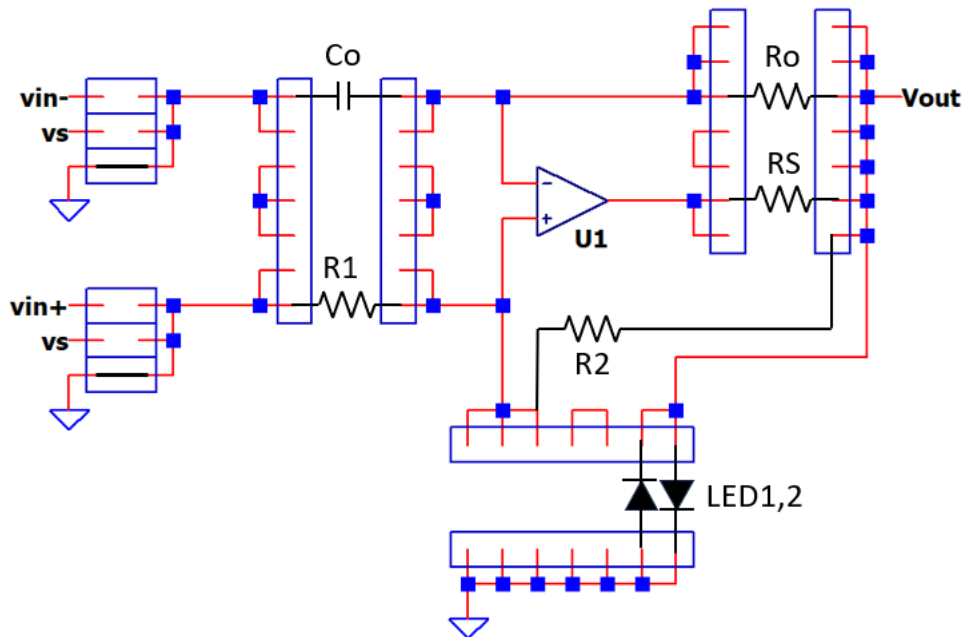 Co
Ro
vin-
Vout
vs
RS
-
+
U1
R1
vin+
vs
R2
LED1,2